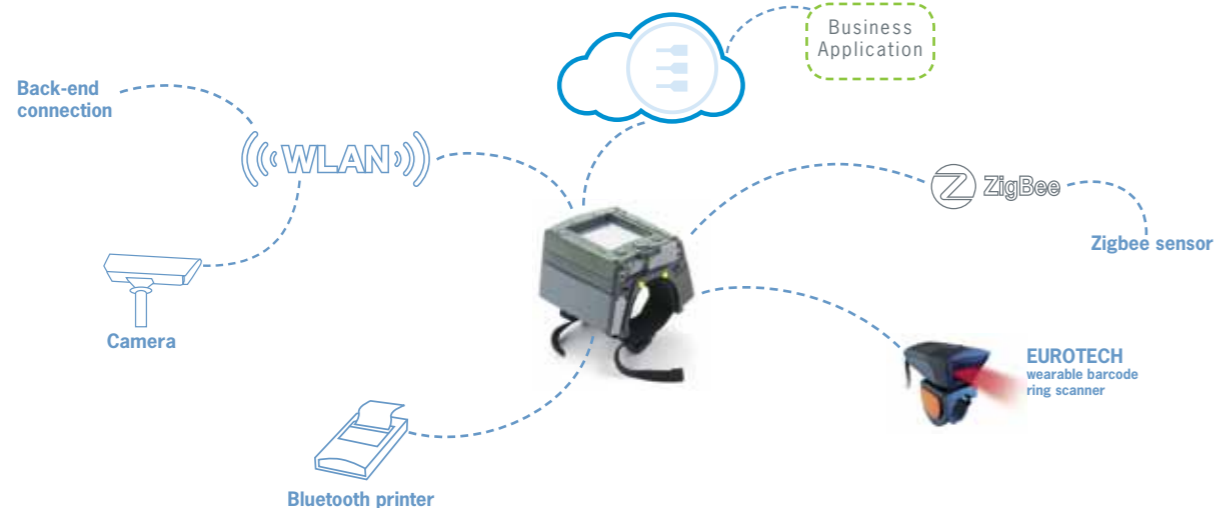 Business
Application
Back-end
connection
WLAN
ZigBee
Zigbee sensor
Camera
EUROTECH
wearable barcode
ring scanner
Bluetooth printer